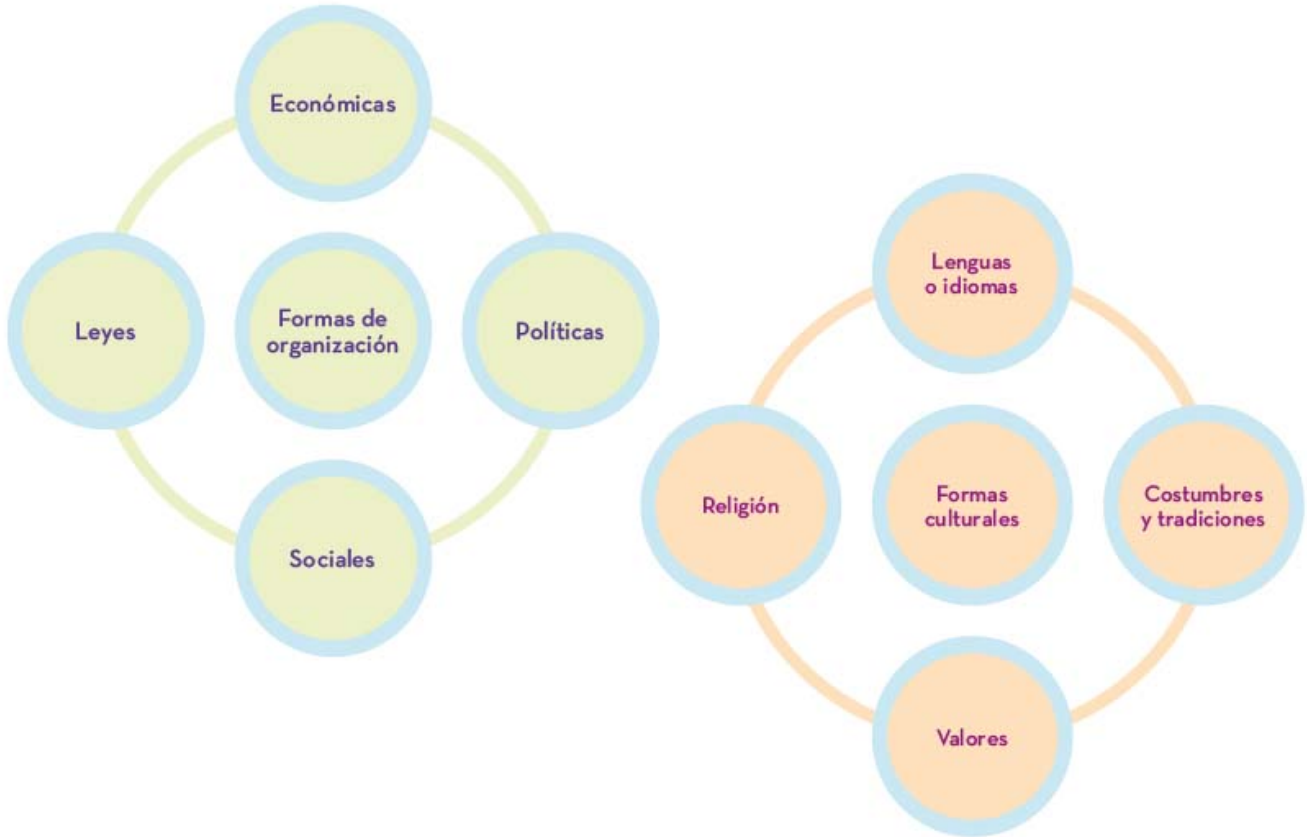 Económicas
Leyes
Formas de
organización
Políticas
Sociales
Lenguas
o idiomas
Religión
Formas
culturales
Costumbres
y tradiciones
Valores